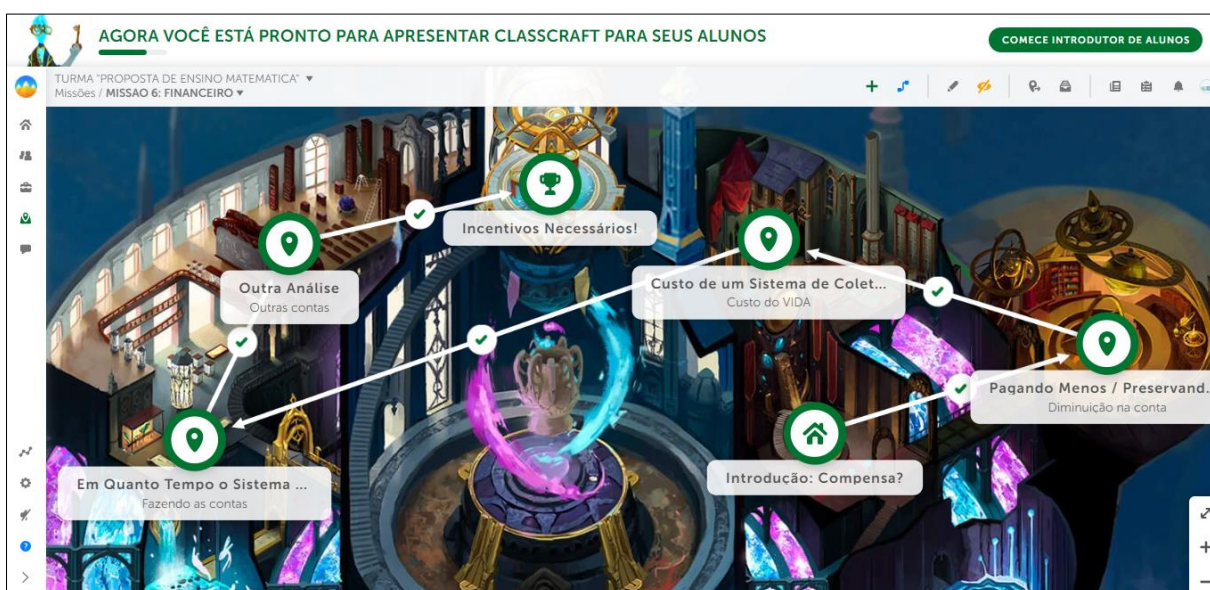 AGORA VOCÊ ESTÁ PRONTO PARA APRESENTAR CLASSCRAFT PARA SEUS ALUNOS
COMECE INTRODUTOR DE ALUNOS
TURMA "PROPOSTA DE ENSINO MATEMATICA" ▼
Missões / MISSAO 6: FINANCEIRO ▼
Incentivos Necessários!
Outra Análise
Outras contas
Custo de um Sistema de Colet...
Custo do VIDA
Pagando Menos / Preservand...
Diminuição na conta
Introdução: Compensa?
Em Quanto Tempo o Sistema ...
Fazendo as contas